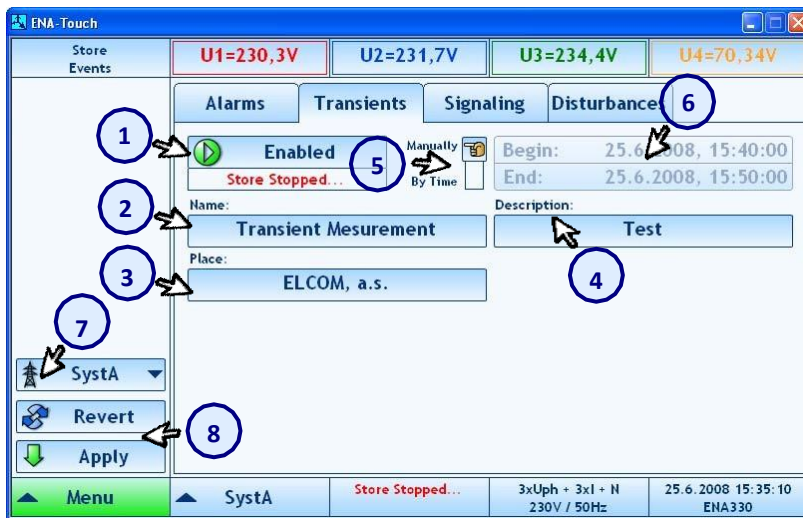 ENA-Touch
Store
Events
U1=230,3V
U2=231,7V
U3=234,4V
U4=70,34V
Alarms
Transients
Signaling
Disturbances
6
1
Enabled
Store Stopped...
5
Manually
By Time
Begin: 25.6.2008, 15:40:00
End: 25.6.2008, 15:50:00
2
Name:
Transient Mesurement
Description:
Test
3
Place:
ELCOM, a.s.
4
7
SystA
Revert
8
Apply
Menu
SystA
Store Stopped...
3xUph + 3xI + N
230V / 50Hz
25.6.2008 15:35:10
ENA330